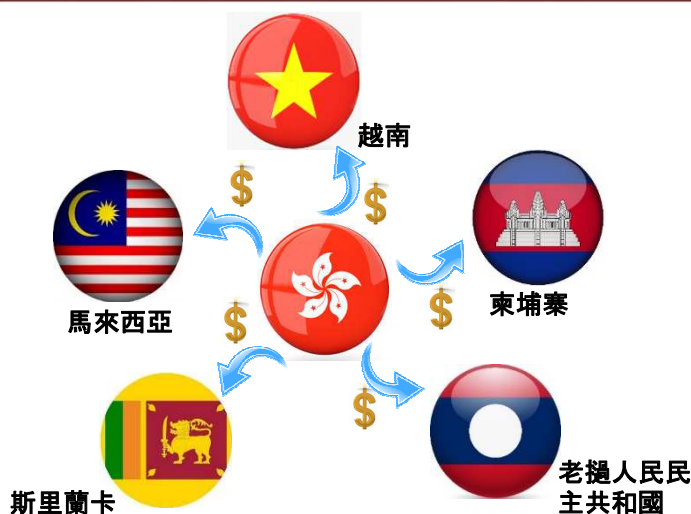 越南
馬來西亞
柬埔寨
斯里蘭卡
老撾人民民
主共和國